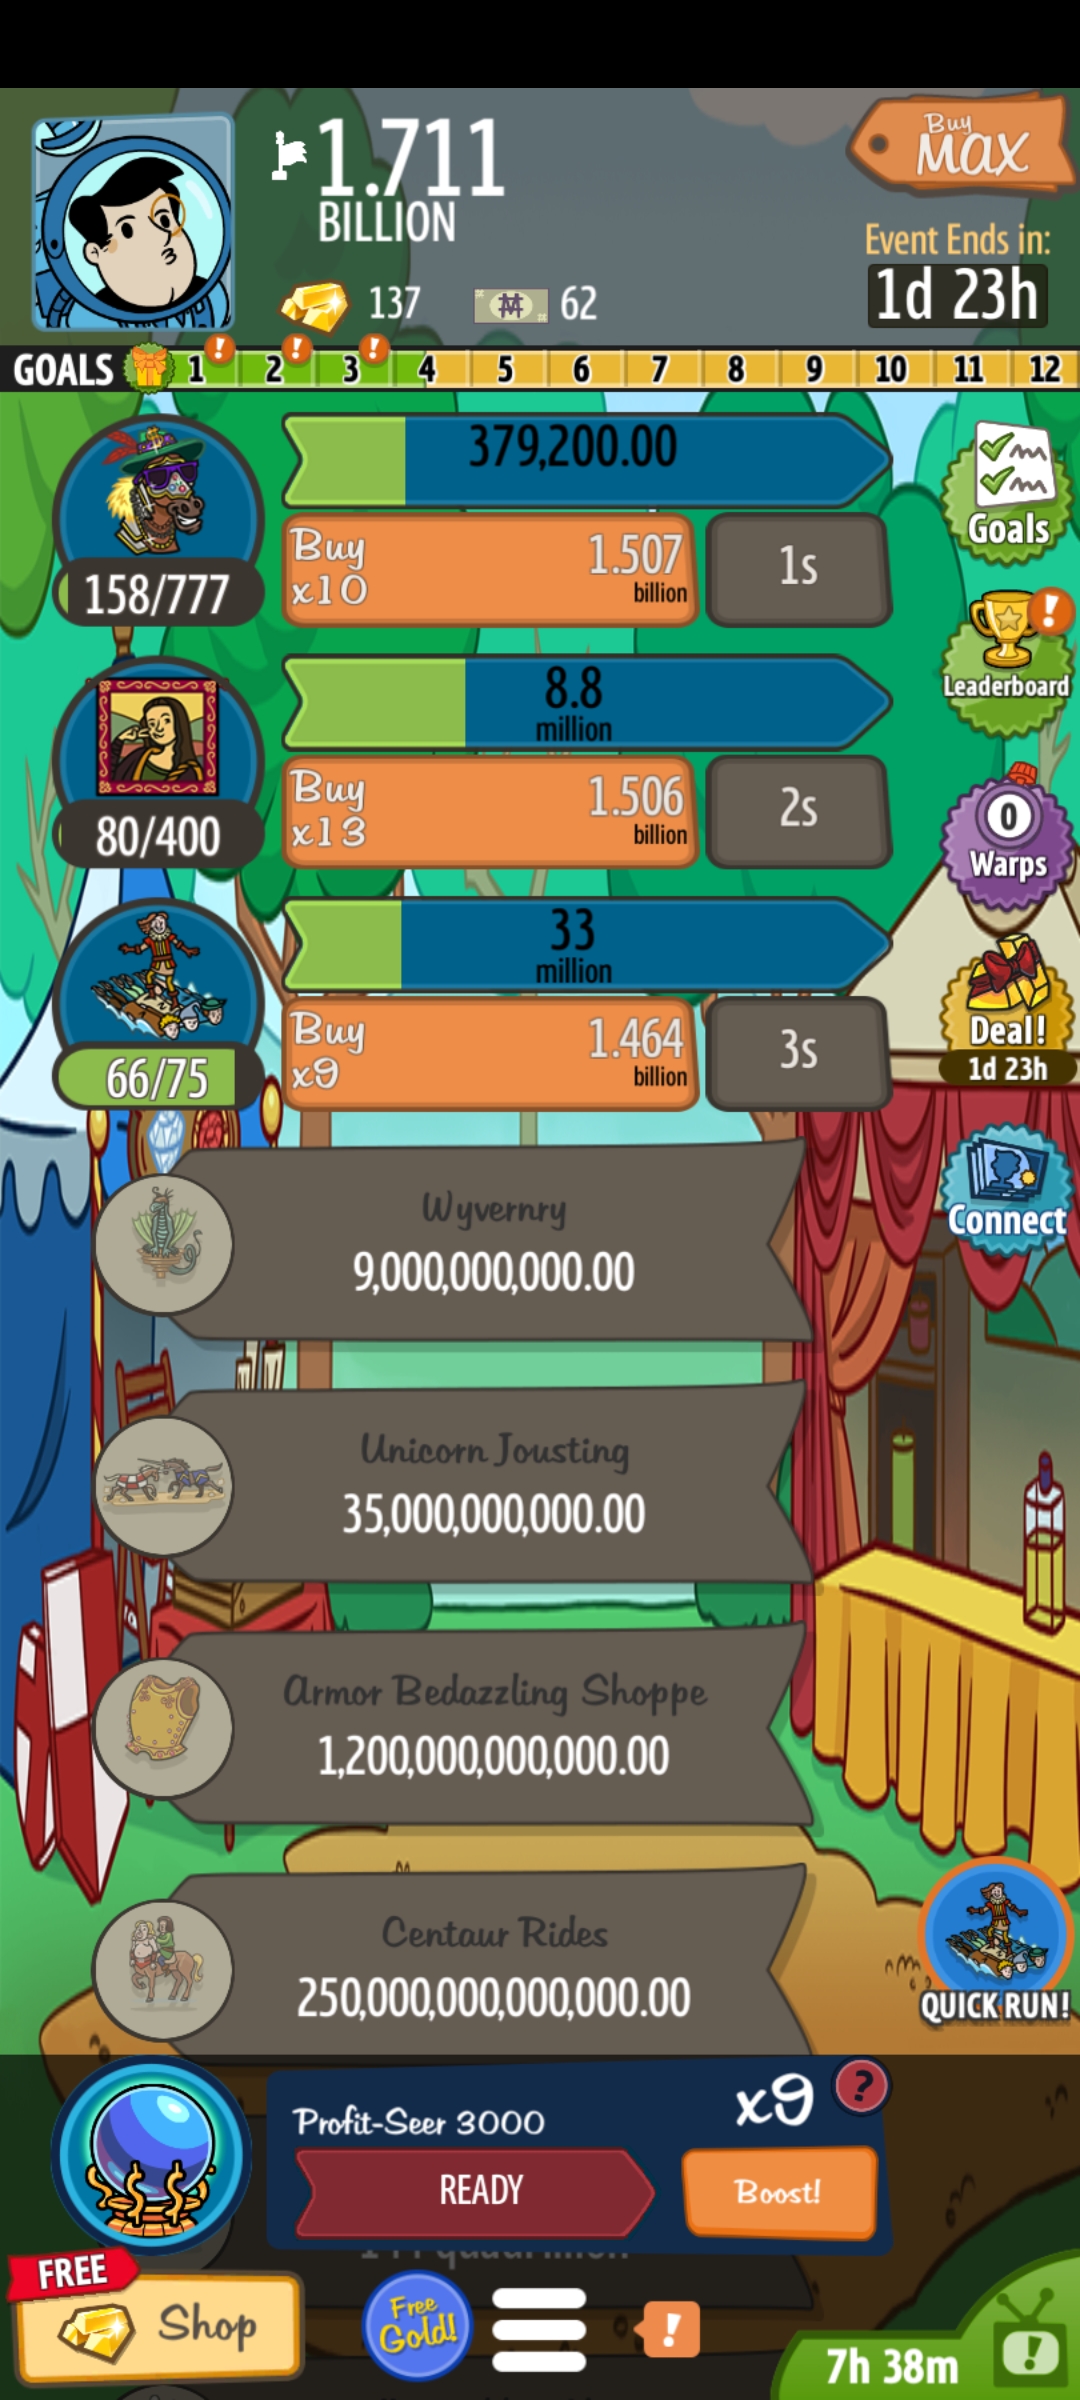 Buy
MAX
1.711
BILLION
137
62
Event Ends in:
1d 23h
GOALS 1 ! 2 ! 3 ! 4 5 6 7 8 9 10 11 12
379,200.00
Buy
x10
1.507
billion
1s
158/777
Goals
8.8
million
Buy
x13
1.506
billion
2s
80/400
!
Leaderboard
0
Warps
33
million
Buy
x9
1.464
billion
3s
66/75
Deal!
1d 23h
Wyvernry
9,000,000,000.00
Connect
Unicorn Jousting
35,000,000,000.00
Armor Bedazzling Shoppe
1,200,000,000,000.00
Centaur Rides
250,000,000,000,000.00
QUICK RUN!
Profit-Seer 3000
x9
?
READY
Boost!
FREE
Shop
Free
Gold!
!
7h 38m
!